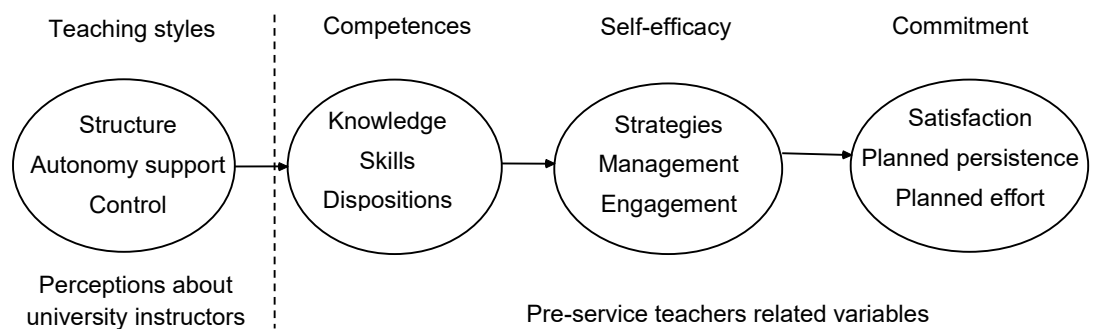 Teaching styles
Competences
Self-efficacy
Commitment
Structure
Autonomy support
Control
Knowledge
Skills
Dispositions
Strategies
Management
Engagement
Satisfaction
Planned persistence
Planned effort
Perceptions about
university instructors
Pre-service teachers related variables